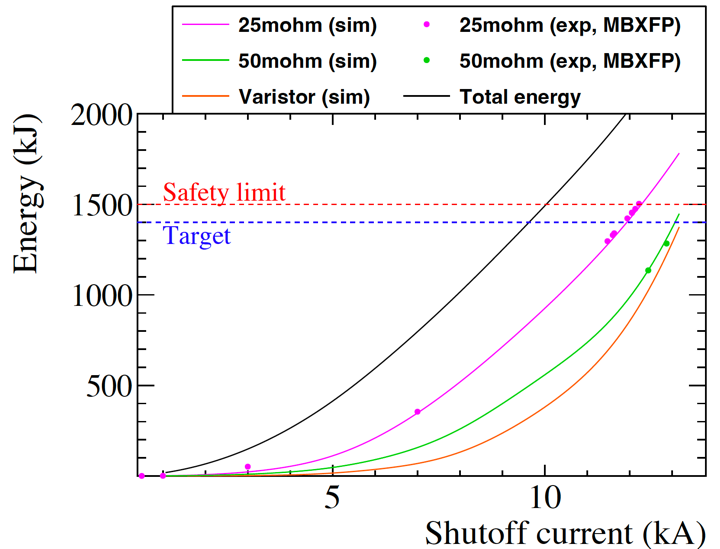 25mohm (sim) 25mohm (exp, MBXFP)
50mohm (sim) 50mohm (exp, MBXFP)
Varistor (sim) Total energy
2000
1500
1000
500
Energy (kJ)
Safety limit
Target
5 10
Shutoff current (kA)